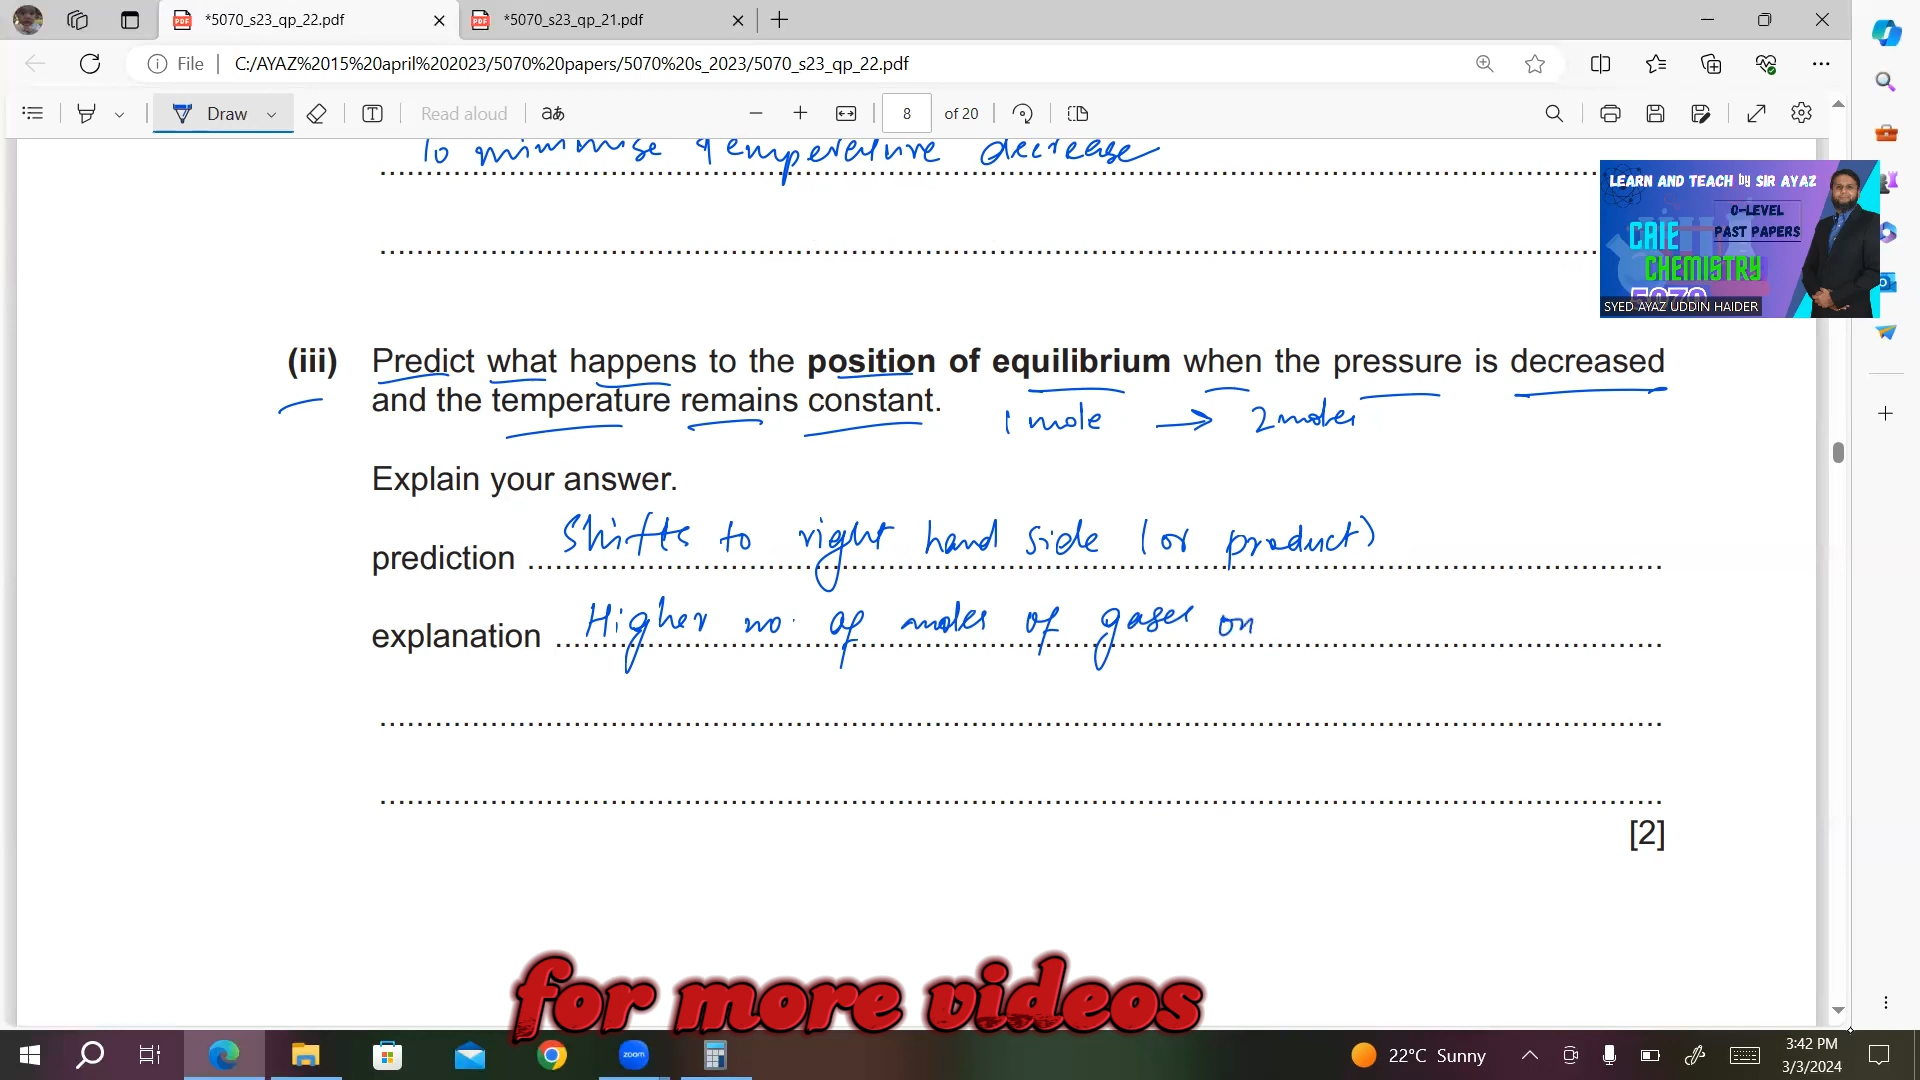 *5070_s23_qp_22.pdf
*5070_s23_qp_21.pdf
File
C:/AYAZ%2015%20april%202023/5070%20papers/5070%20s_2023/5070_s23_qp_22.pdf
Draw
Read aloud
aあ
8 of 20
To minimise temperature decrease
LEARN AND TEACH by SIR AYAZ
O-LEVEL
PAST PAPERS
CAIE
CHEMISTRY
5070
SYED AYAZ UDDIN HAIDER
(iii) Predict what happens to the position of equilibrium when the pressure is decreased
and the temperature remains constant.
1 mole → 2 moles
Explain your answer.
prediction Shifts to right hand side (or product)
explanation Higher no. of moles of gases on
[2]
for more videos
zoom
22°C Sunny
3:42 PM
3/3/2024